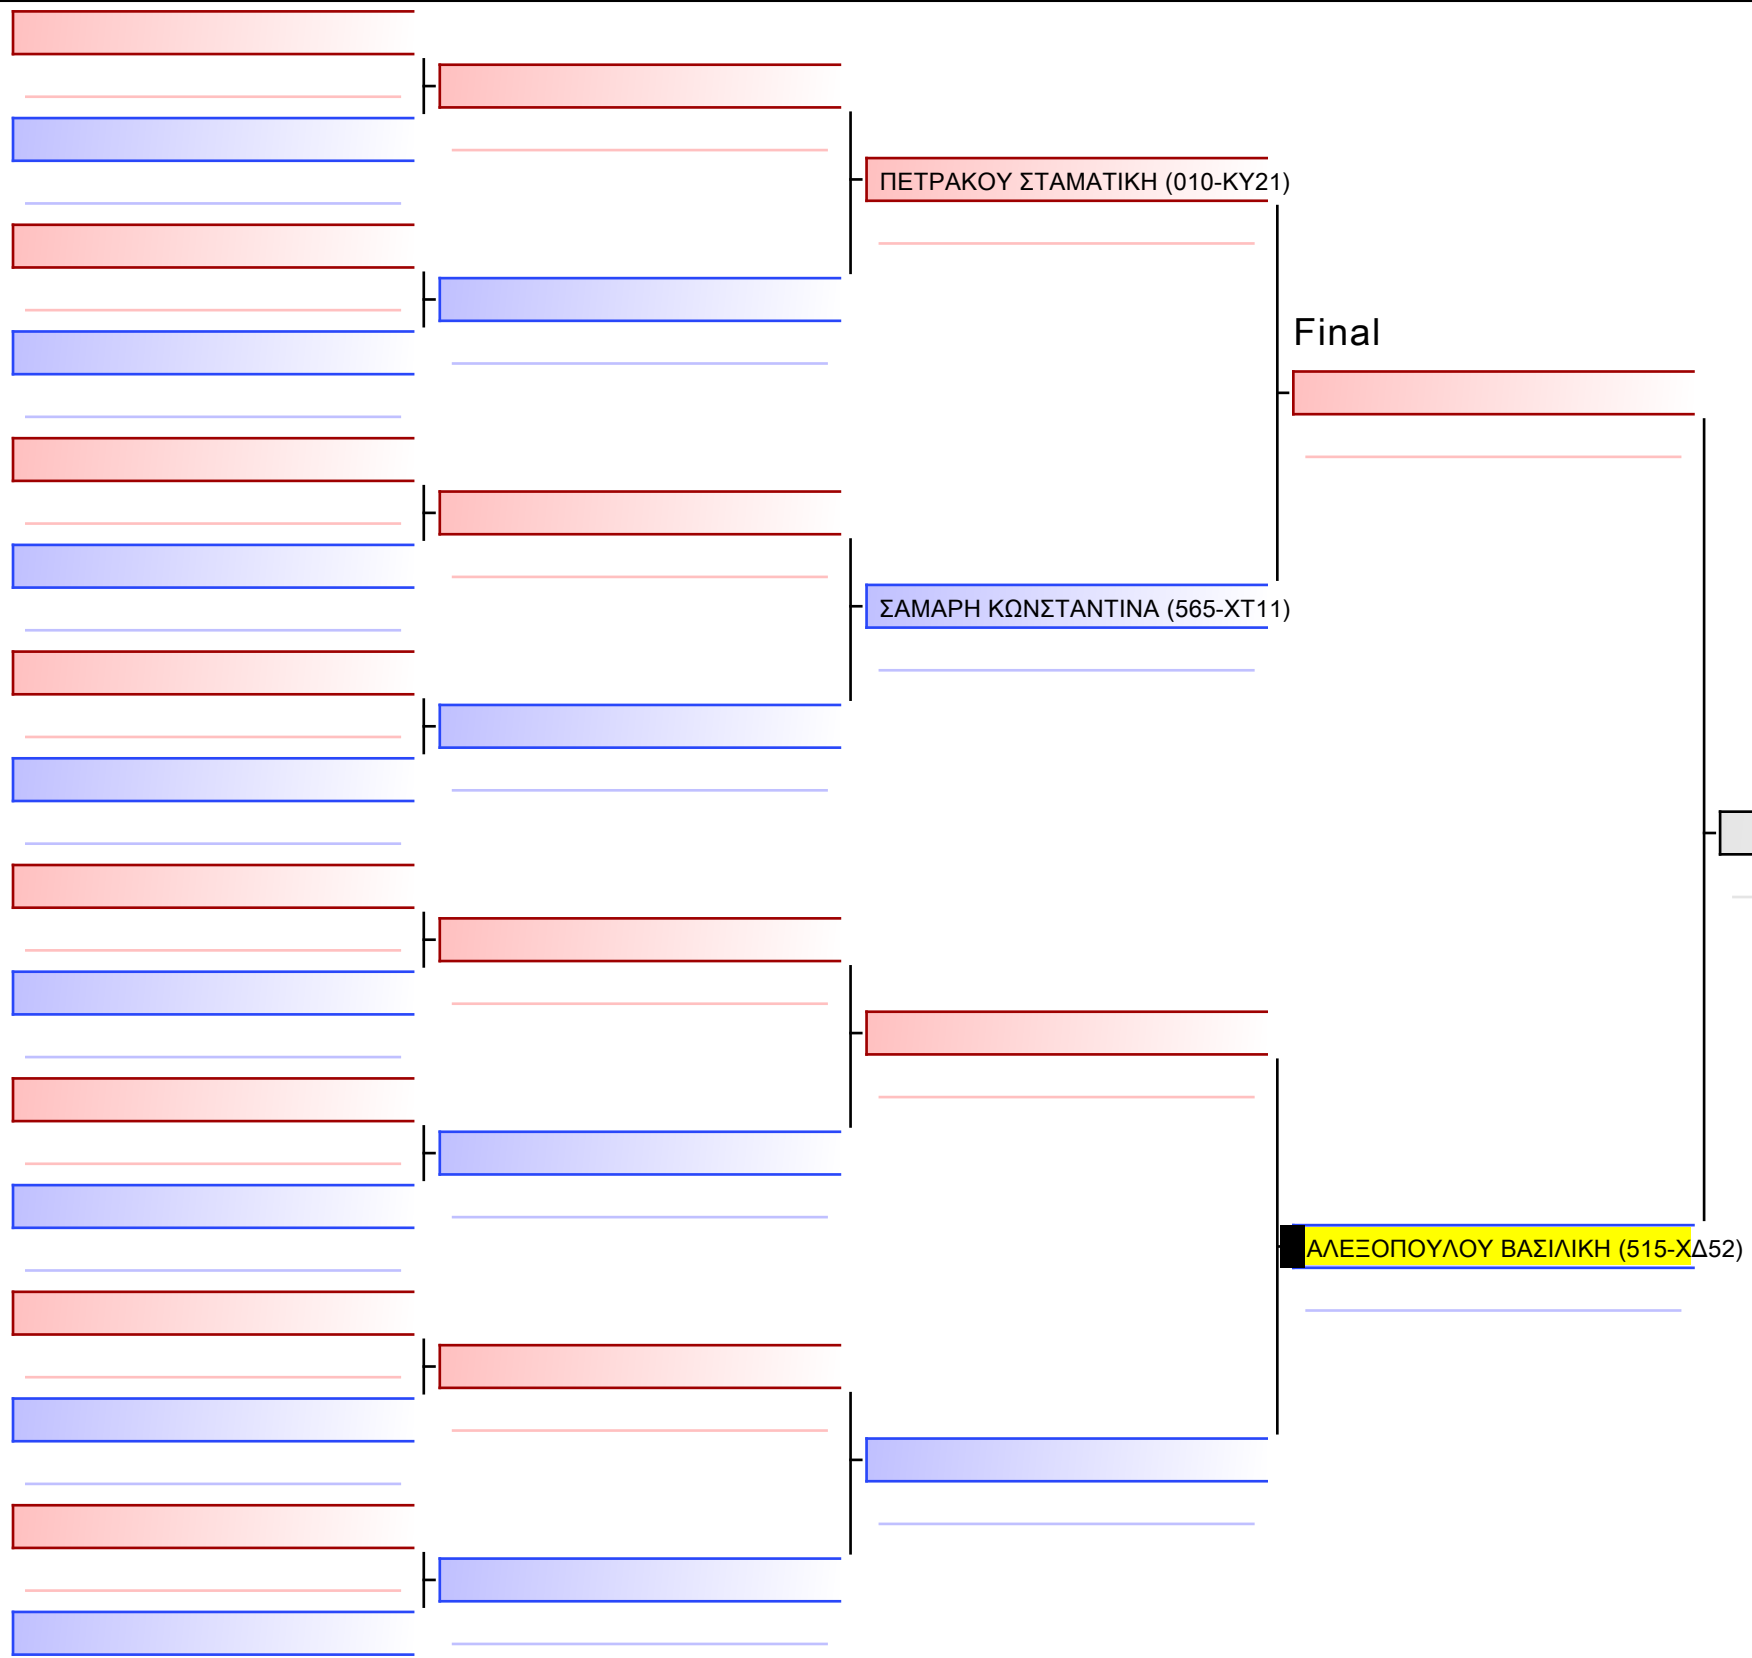 ΠΕΤΡΑΚΟΥ ΣΤΑΜΑΤΙΚΗ (010-ΚΥ21)
Final
ΣΑΜΑΡΗ ΚΩΝΣΤΑΝΤΙΝΑ (565-ΧΤ11)
ΑΛΕΞΟΠΟΥΛΟΥ ΒΑΣΙΛΙΚΗ (515-ΧΔ52)